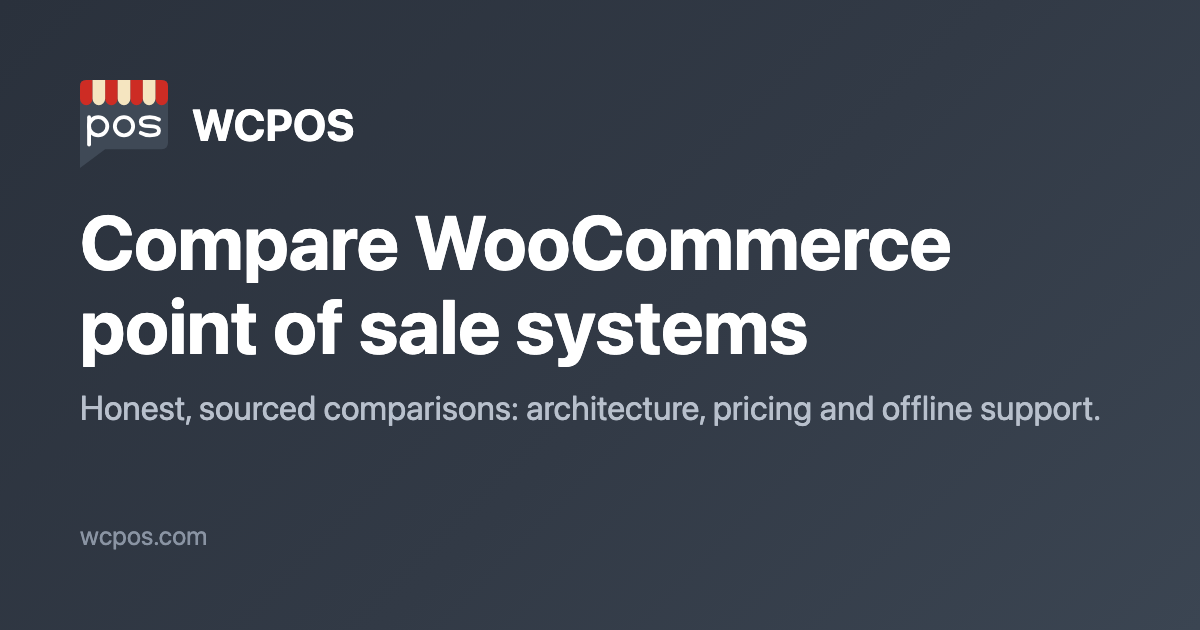 pos
WCPOS
Compare WooCommerce
point of sale systems
Honest, sourced comparisons: architecture, pricing and offline support.
wcpos.com